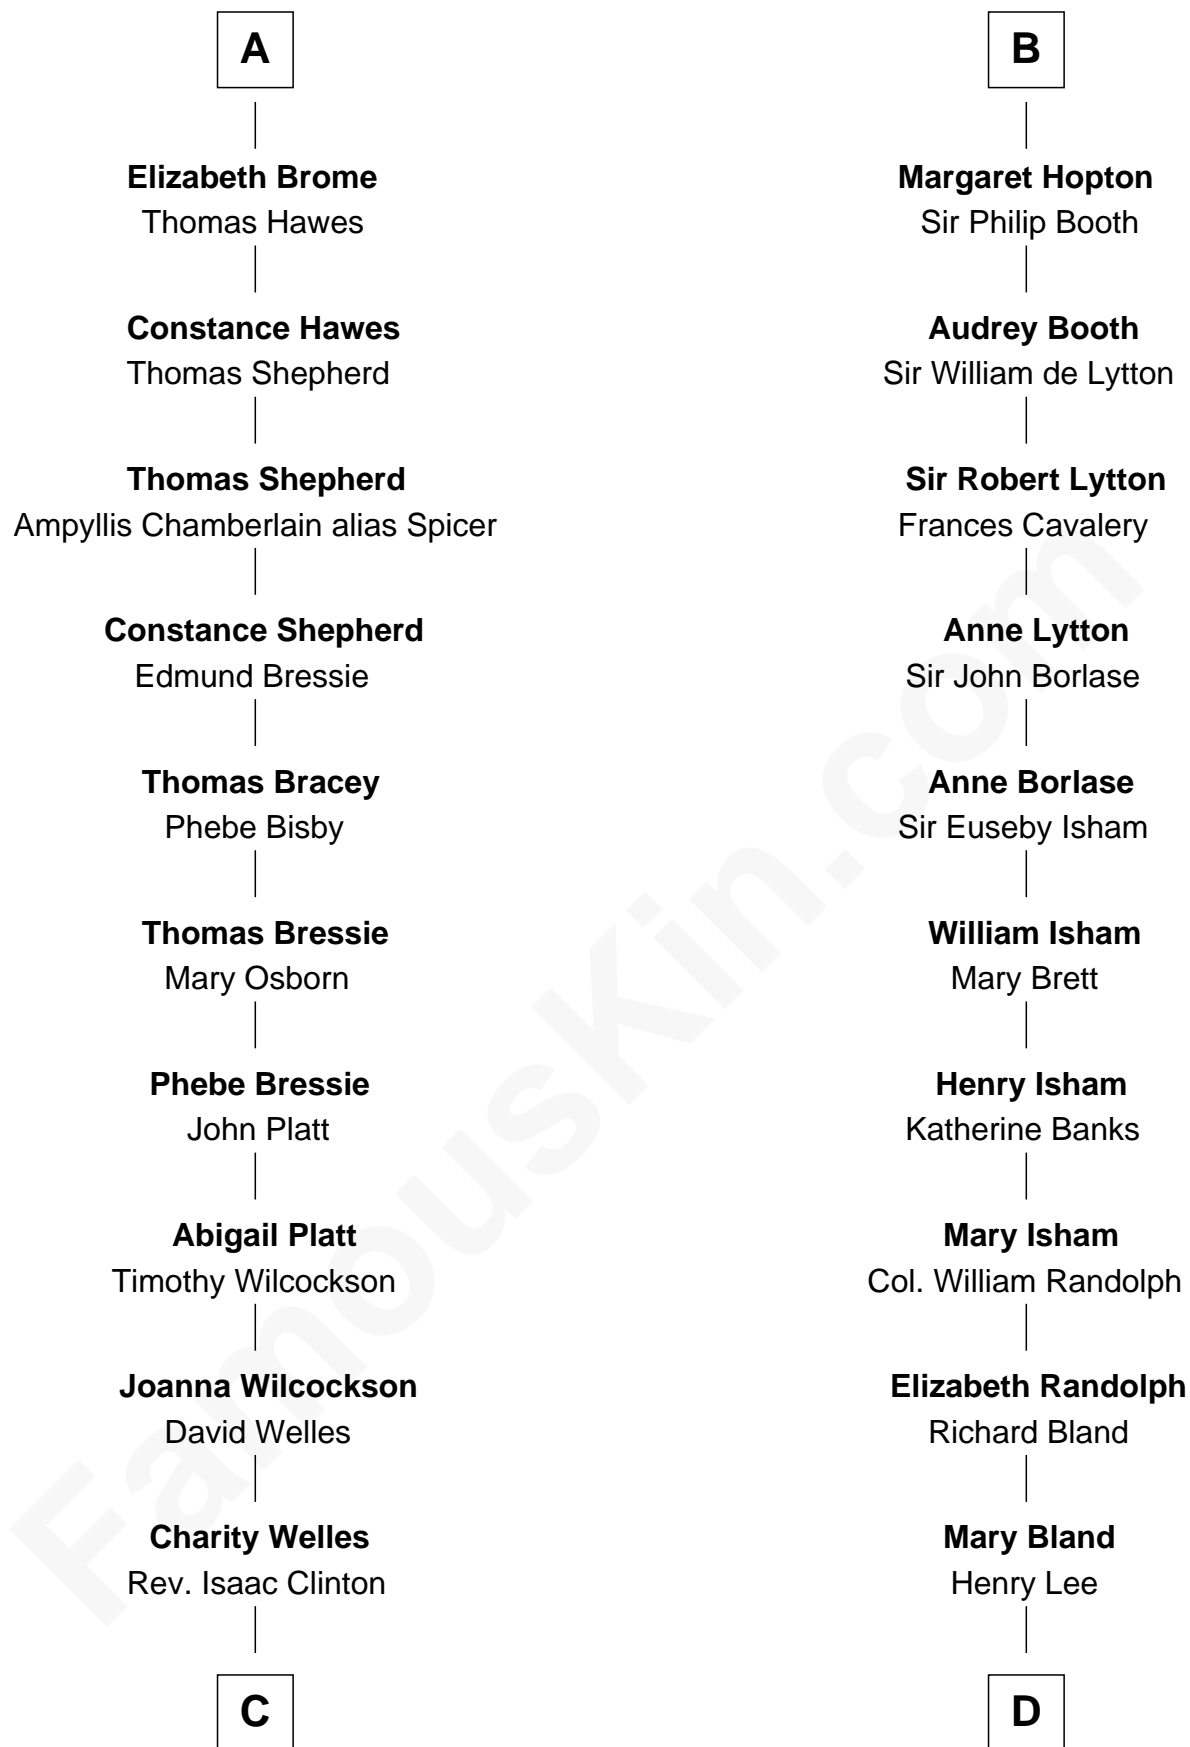 A
Elizabeth Brome
Thomas Hawes
Constance Hawes
Thomas Shepherd
Thomas Shepherd
Ampyllis Chamberlain alias Spicer
Constance Shepherd
Edmund Bressie
Thomas Bracey
Phebe Bisby
Thomas Bressie
Mary Osborn
Phebe Bressie
John Platt
Abigail Platt
Timothy Wilcockson
Joanna Wilcockson
David Welles
Charity Welles
Rev. Isaac Clinton
C
B
Margaret Hopton
Sir Philip Booth
Audrey Booth
Sir William de Lytton
Sir Robert Lytton
Frances Cavalery
Anne Lytton
Sir John Borlase
Anne Borlase
Sir Euseby Isham
William Isham
Mary Brett
Henry Isham
Katherine Banks
Mary Isham
Col. William Randolph
Elizabeth Randolph
Richard Bland
Mary Bland
Henry Lee
D
FamousKin.com